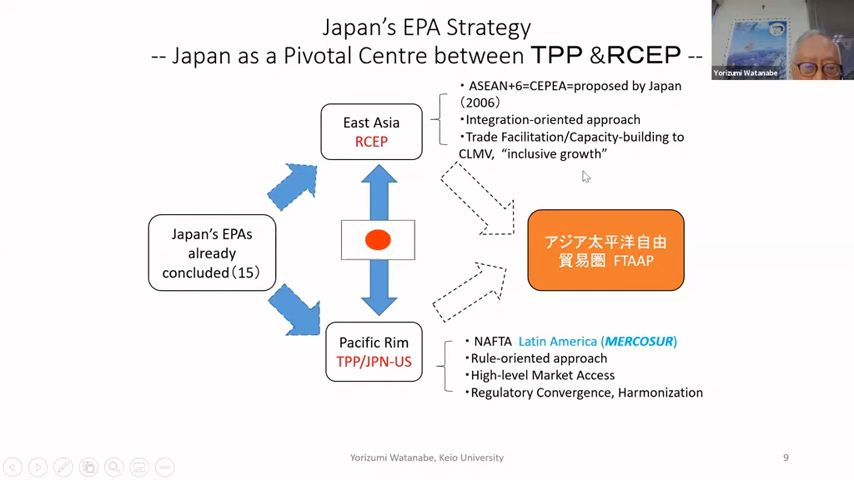 Japan's EPA Strategy
-- Japan as a Pivotal Centre between TPP &RCEP --
Yorizumi Watanabe
East Asia
RCEP
・ ASEAN+6=CEPEA=proposed by Japan
（2006）
・Integration-oriented approach
・Trade Facilitation/Capacity-building to
CLMV, “inclusive growth”
Japan's EPAs
already
concluded（15）
アジア太平洋自由
貿易圏 FTAAP
Pacific Rim
TPP/JPN-US
・ NAFTA Latin America (MERCOSUR)
・Rule-oriented approach
・High-level Market Access
・Regulatory Convergence, Harmonization
Yorizumi Watanabe, Keio University
9